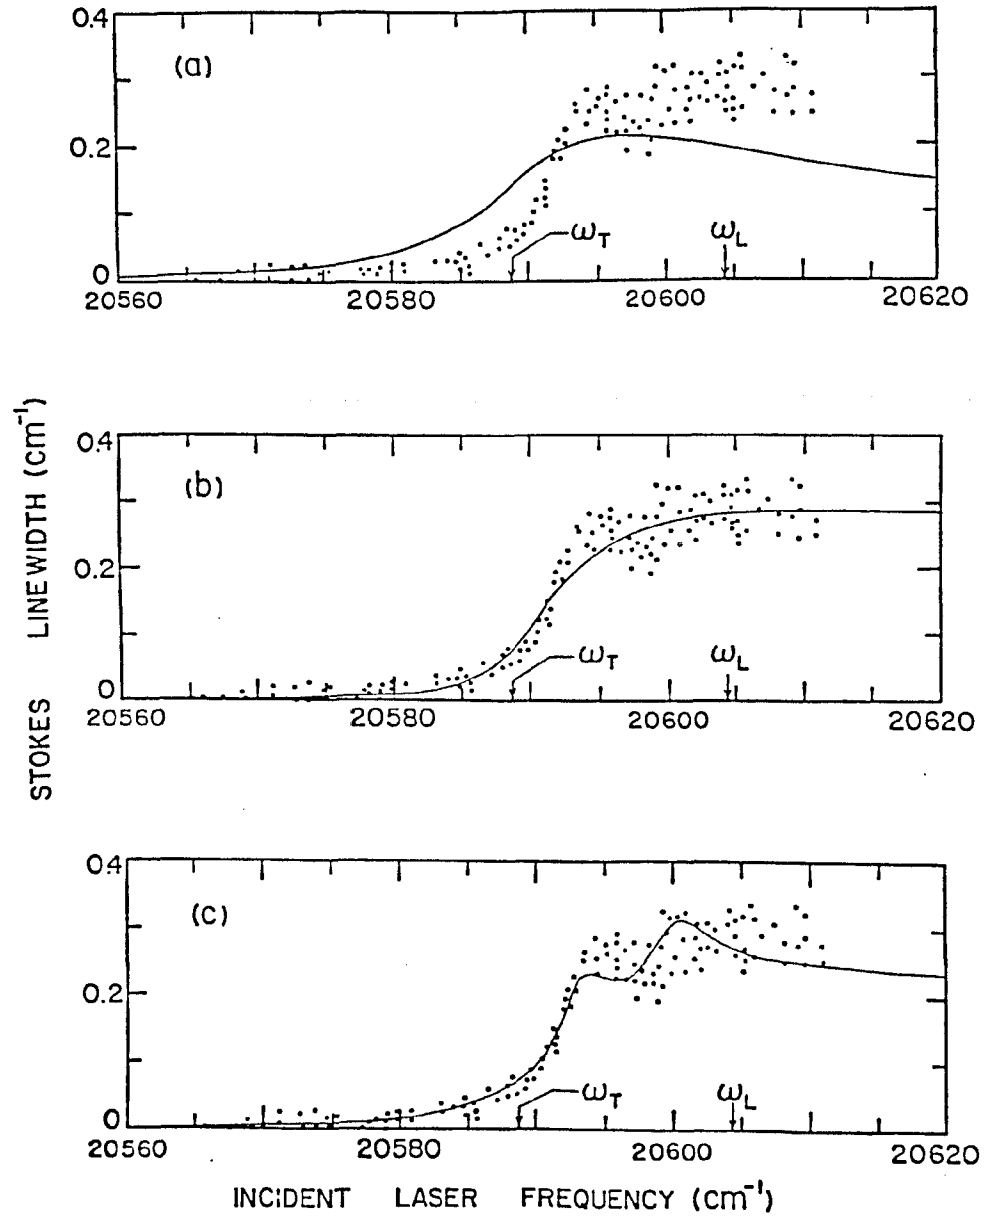 0.4
(a)
0.2
ω_T
ω_L
0
20560
20580
20600
20620
0.4
(b)
0.2
ω_T
ω_L
0
20560
20580
20600
20620
0.4
(c)
0.2
ω_T
ω_L
0
20560
20580
20600
20620
STOKES LINEWIDTH (cm⁻¹)
INCIDENT LASER FREQUENCY (cm⁻¹)